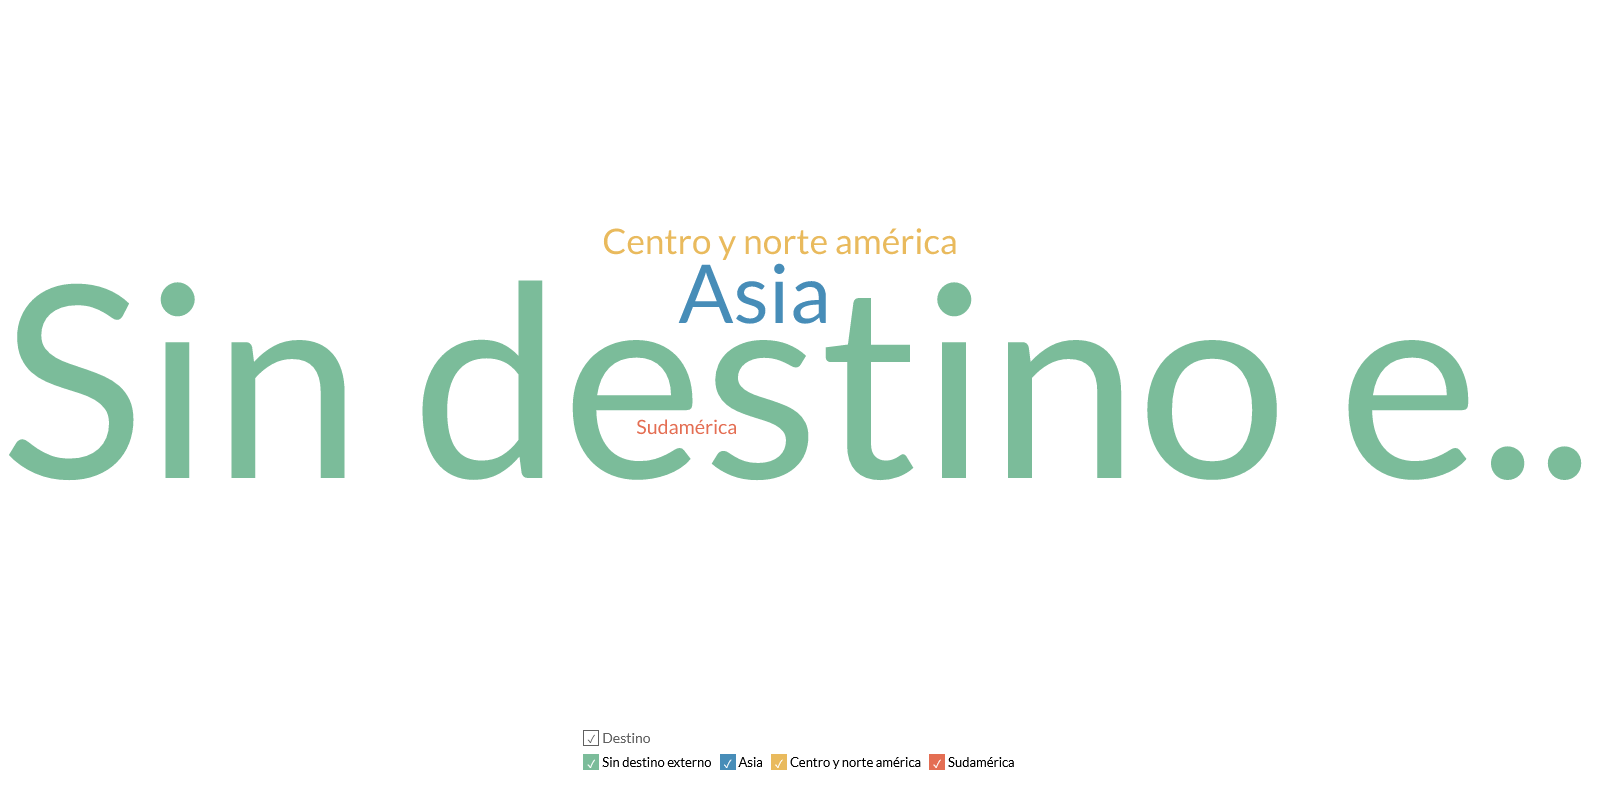 Centro y norte américa
Asia
Sin destino e..
Sudamérica
Destino
Sin destino externo Asia Centro y norte américa Sudamérica